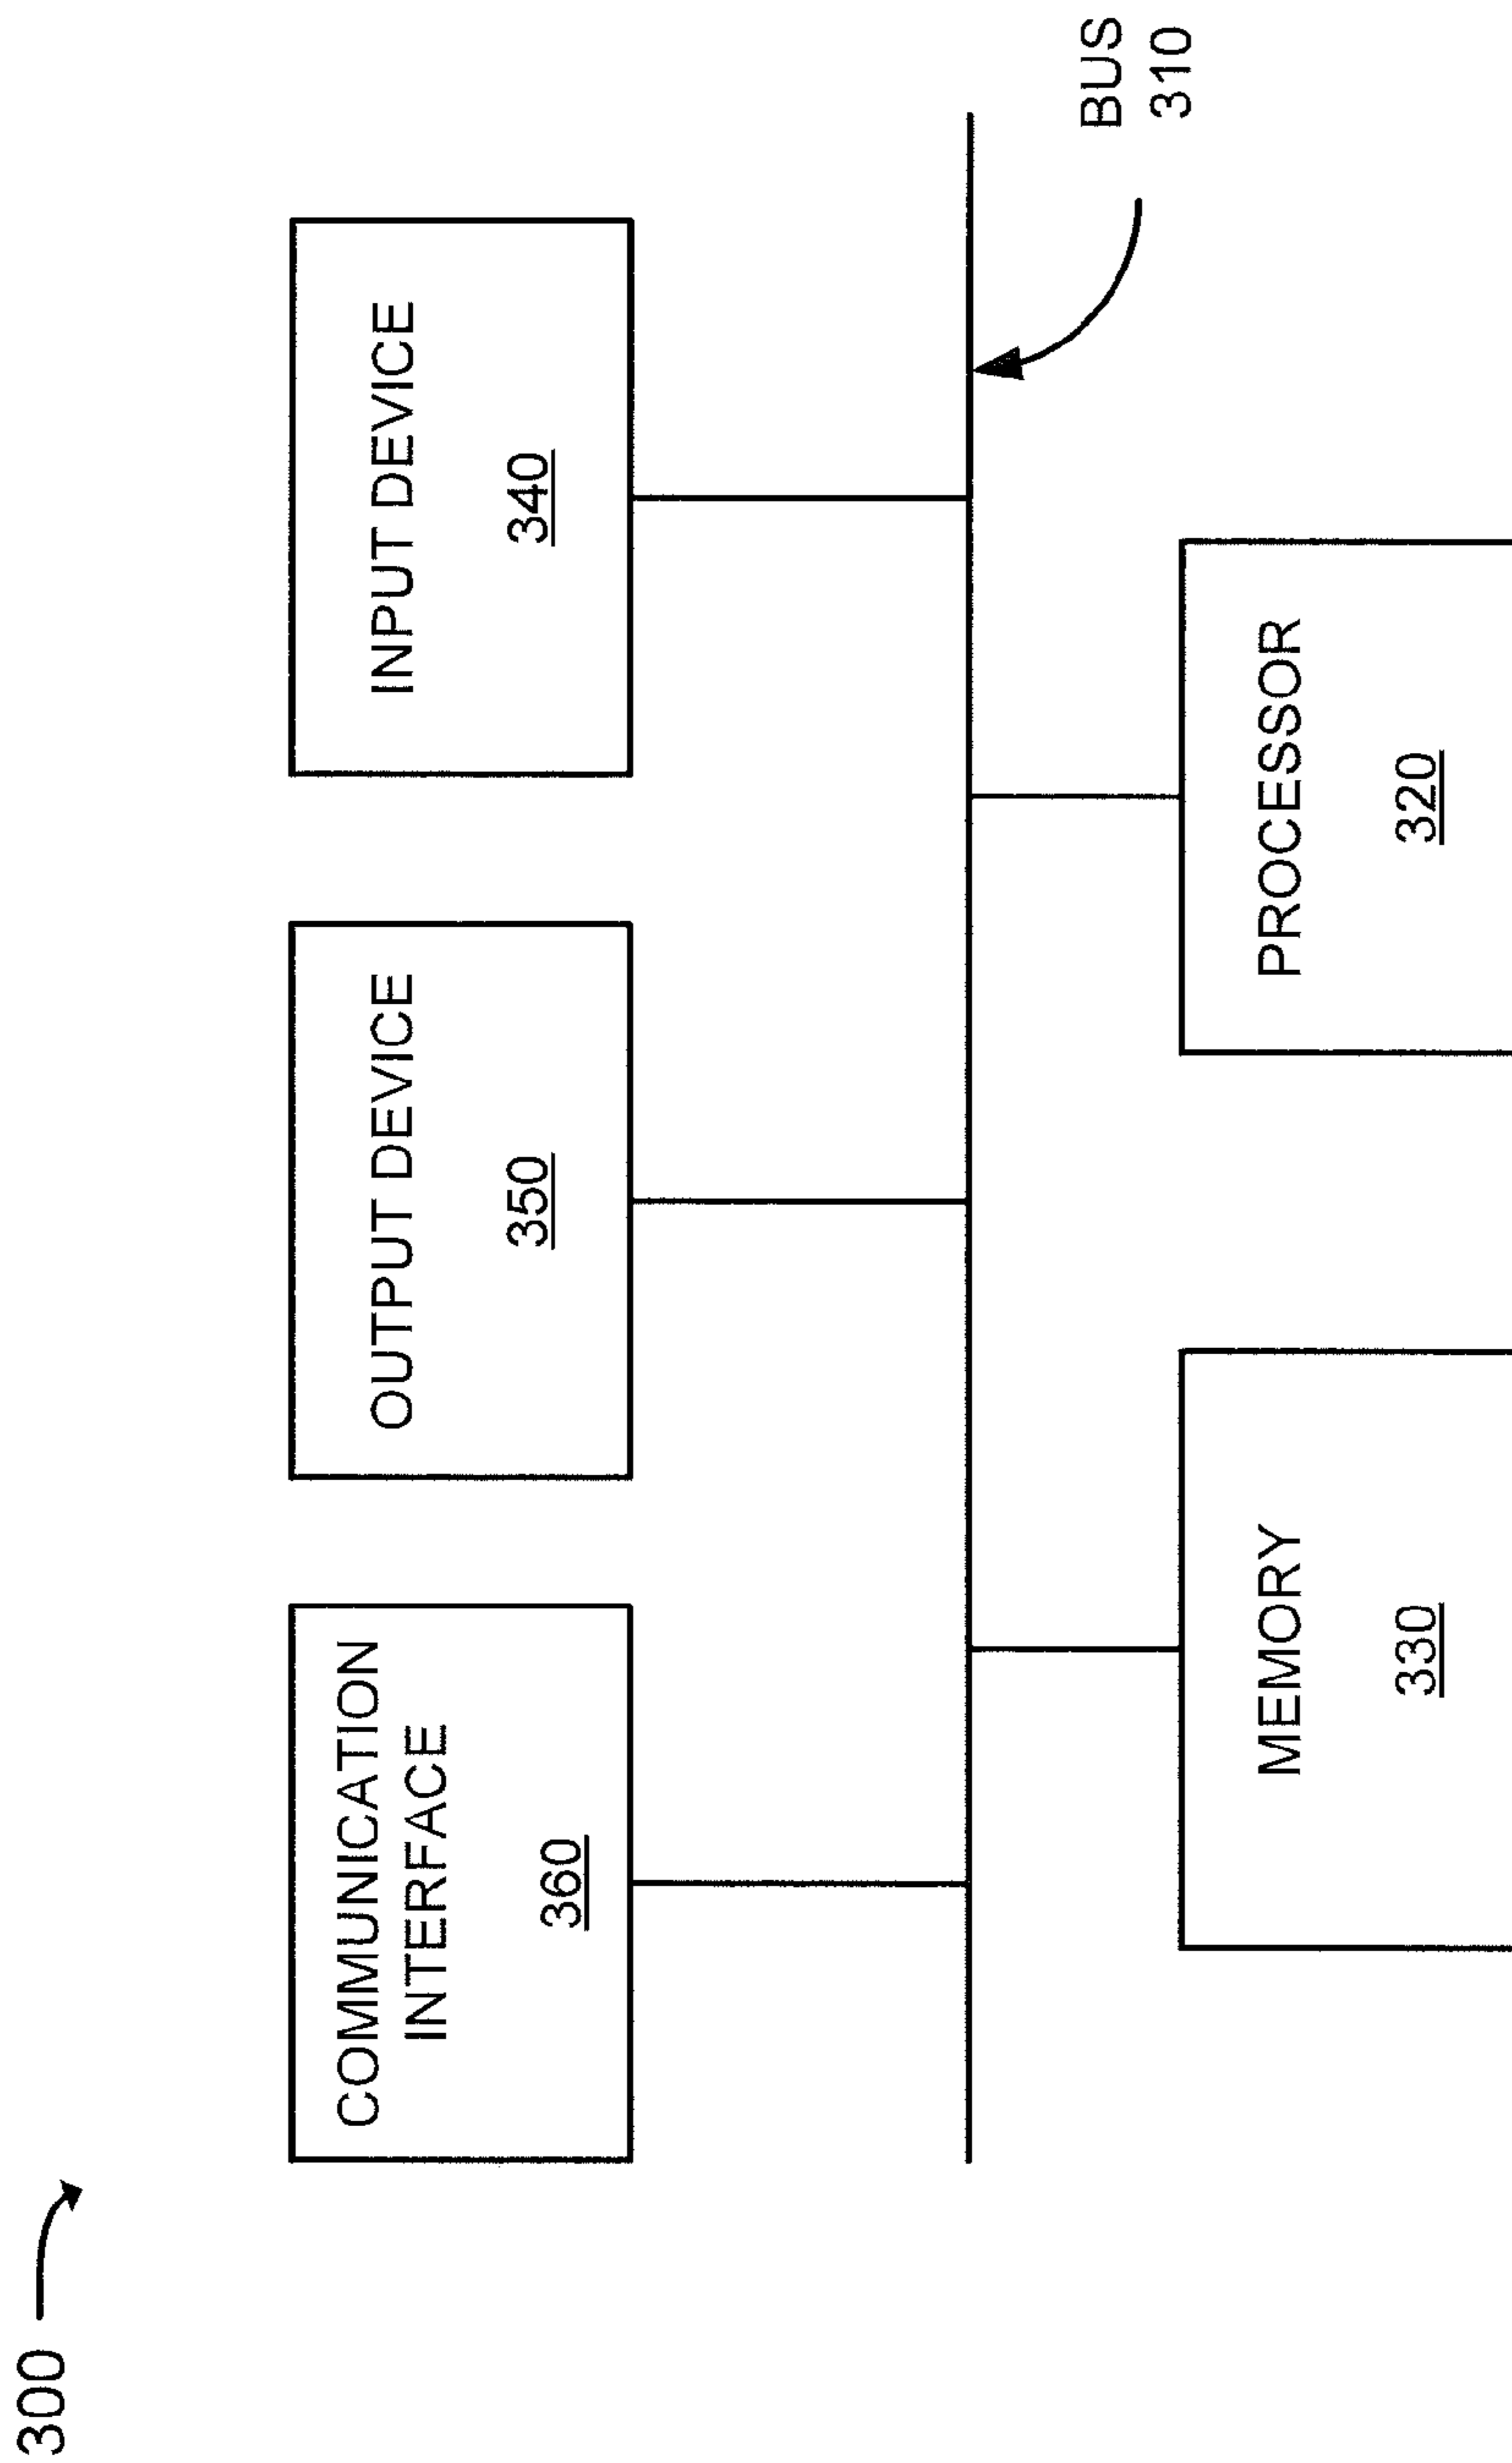 300
COMMUNICATION
INTERFACE
360
OUTPUT DEVICE
350
INPUT DEVICE
340
BUS
310
MEMORY
330
PROCESSOR
320